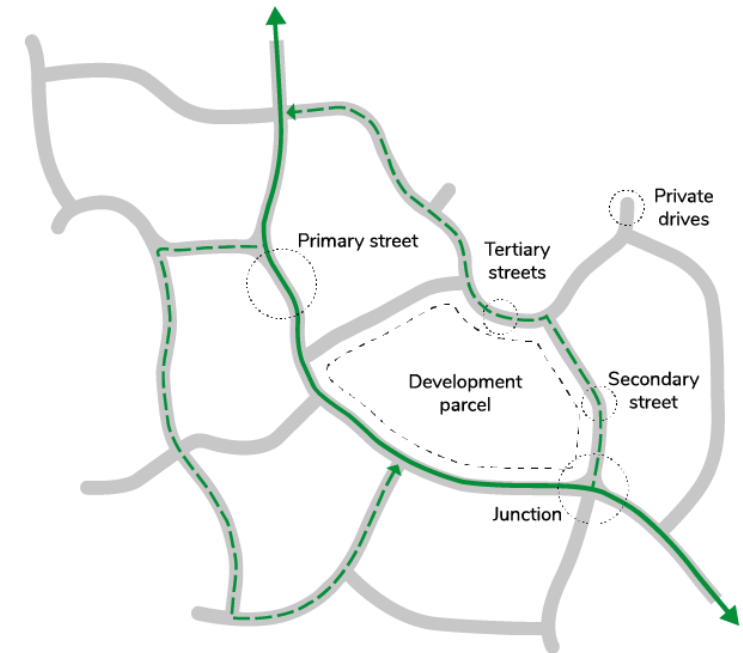 Private
drives
Primary street
Tertiary
streets
Development
parcel
Secondary
street
Junction